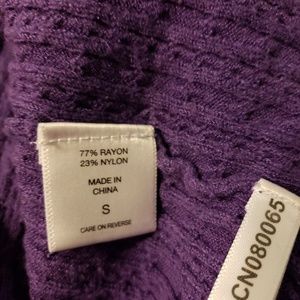 77% RAYON
23% NYLON
MADE IN
CHINA
S
CARE ON REVERSE
CN080065